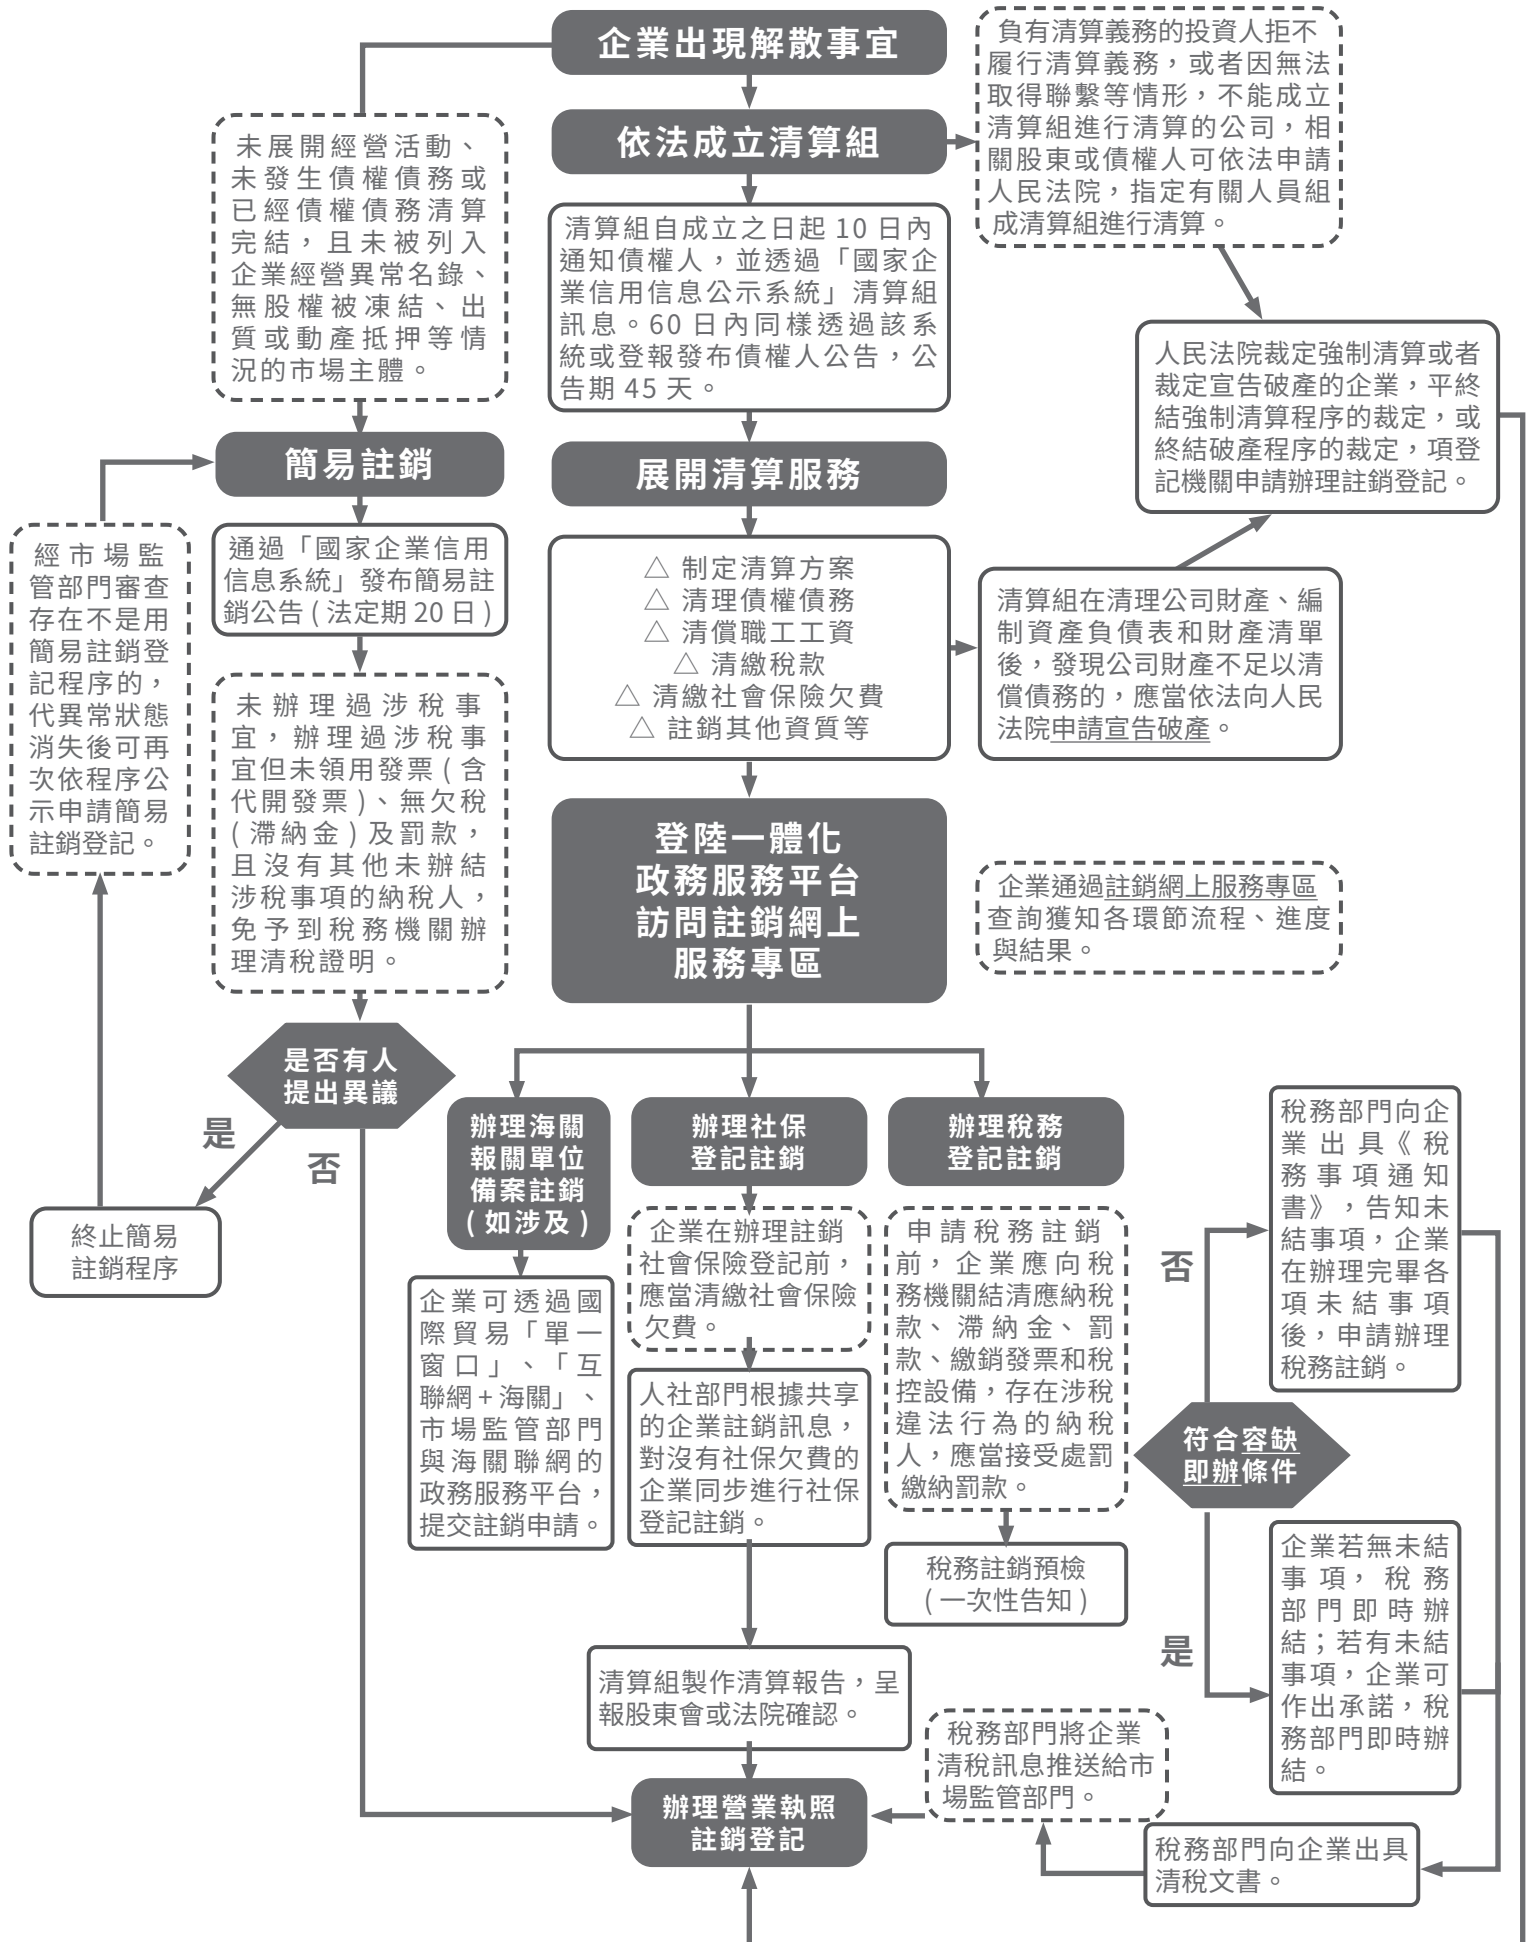 企業出現解散事宜
依法成立清算組
負有清算義務的投資人拒不
履行清算義務，或者因無法
取得聯繫等情形，不能成立
清算組進行清算的公司，相
關股東或債權人可依法申請
人民法院，指定有關人員組
成清算組進行清算。
未展開經營活動、
未發生債權債務或
已經債權債務清算
完結，且未被列入
企業經營異常名錄、
無股權被凍結、出
質或動產抵押等情
況的市場主體。
清算組自成立之日起 10 日內
通知債權人，並透過「國家企
業信用信息公示系統」清算組
訊息。60 日內同樣透過該系
統或登報發布債權人公告，公
告期 45 天。
人民法院裁定強制清算或者
裁定宣告破產的企業，平終
結強制清算程序的裁定，或
終結破產程序的裁定，項登
記機關申請辦理註銷登記。
簡易註銷
展開清算服務
通過「國家企業信用
信息系統」發布簡易註
銷公告 ( 法定期 20 日 )
經市場監
管部門審查
存在不是用
簡易註銷登
記程序的，
代異常狀態
消失後可再
次依程序公
示申請簡易
註銷登記。
△ 制定清算方案
△ 清理債權債務
△ 清償職工工資
△ 清繳稅款
△ 清繳社會保險欠費
△ 註銷其他資質等
清算組在清理公司財產、編
制資產負債表和財產清單
後，發現公司財產不足以清
償債務的，應當依法向人民
法院申請宣告破產。
未辦理過涉稅事
宜，辦理過涉稅事
宜但未領用發票 ( 含
代開發票 )、無欠稅
( 滯納金 ) 及罰款，
且沒有其他未辦結
涉稅事項的納稅人，
免予到稅務機關辦
理清稅證明。
登陸一體化
政務服務平台
訪問註銷網上
服務專區
企業通過註銷網上服務專區
查詢獲知各環節流程、進度
與結果。
是否有人
提出異議
是
否
終止簡易
註銷程序
辦理海關
報關單位
備案註銷
( 如涉及 )
辦理社保
登記註銷
辦理稅務
登記註銷
企業可透過國
際貿易「單一
窗口」、「互
聯網 + 海關」、
市場監管部門
與海關聯網的
政務服務平台，
提交註銷申請。
企業在辦理註銷
社會保險登記前，
應當清繳社會保險
欠費。
人社部門根據共享
的企業註銷訊息，
對沒有社保欠費的
企業同步進行社保
登記註銷。
申請稅務註銷
前，企業應向稅
務機關結清應納稅
款、滯納金、罰
款、繳銷發票和稅
控設備，存在涉稅
違法行為的納稅
人，應當接受處罰
繳納罰款。
稅務註銷預檢
( 一次性告知 )
稅務部門向企
業出具《稅
務事項通知
書》，告知未
結事項，企業
在辦理完畢各
項未結事項
後，申請辦理
稅務註銷。
否
符合容缺
即辦條件
是
企業若無未結
事項，稅務
部門即時辦
結；若有未結
事項，企業可
作出承諾，稅
務部門即時辦
結。
清算組製作清算報告，呈
報股東會或法院確認。
稅務部門將企業
清稅訊息推送給市
場監管部門。
辦理營業執照
註銷登記
稅務部門向企業出具
清稅文書。